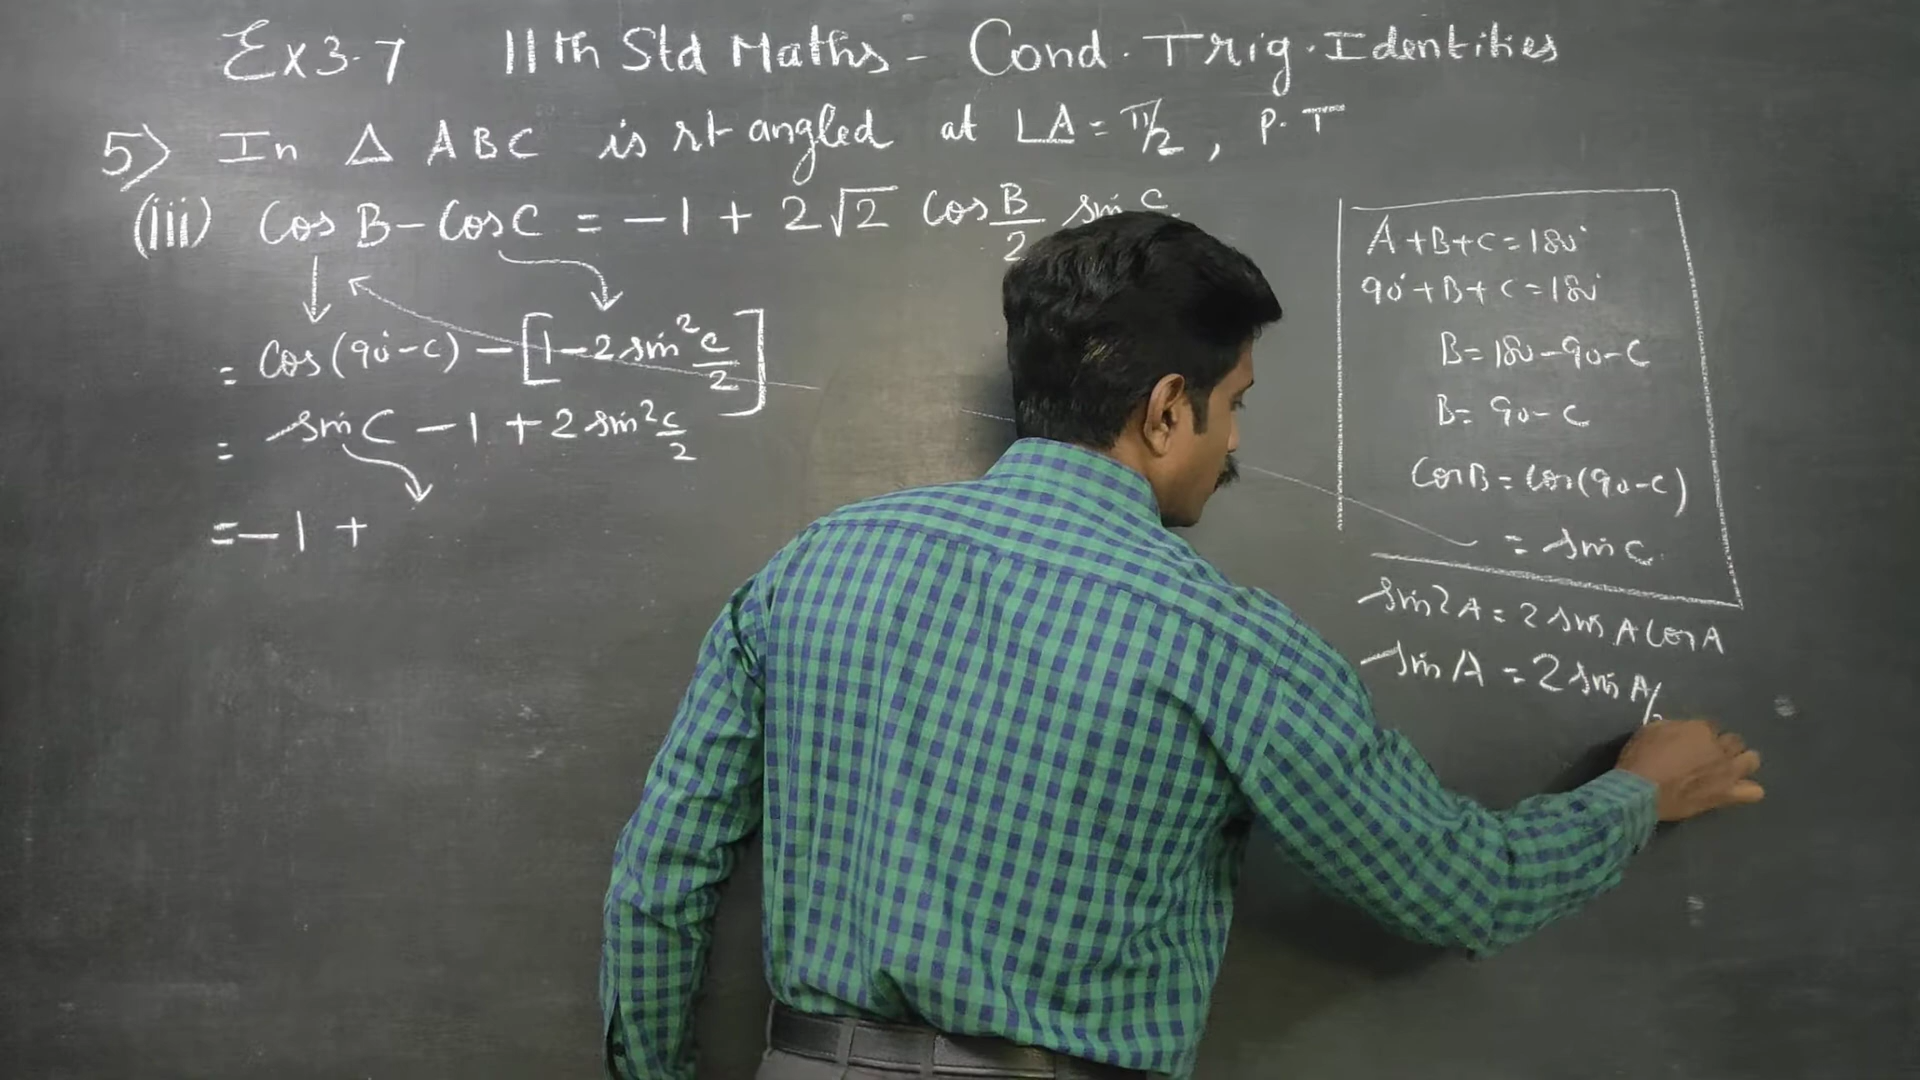 Ex 3.7 11th Std Maths - Cond. Trig. Identities
5) In Δ ABC is rt angled at ∠A = π/2, P.T
(iii) Cos B - Cos C = -1 + 2√2 Cos B/2 sin C
= Cos(90° - C) - [1 - 2 sin² C/2]
= sin C - 1 + 2 sin² C/2
= -1 +
A + B + C = 180°
90° + B + C = 180°
B = 180 - 90 - C
B = 90 - C
Cos B = Cos(90 - C)
= sin C.
sin 2A = 2 sin A Cos A
sin A = 2 sin A/2